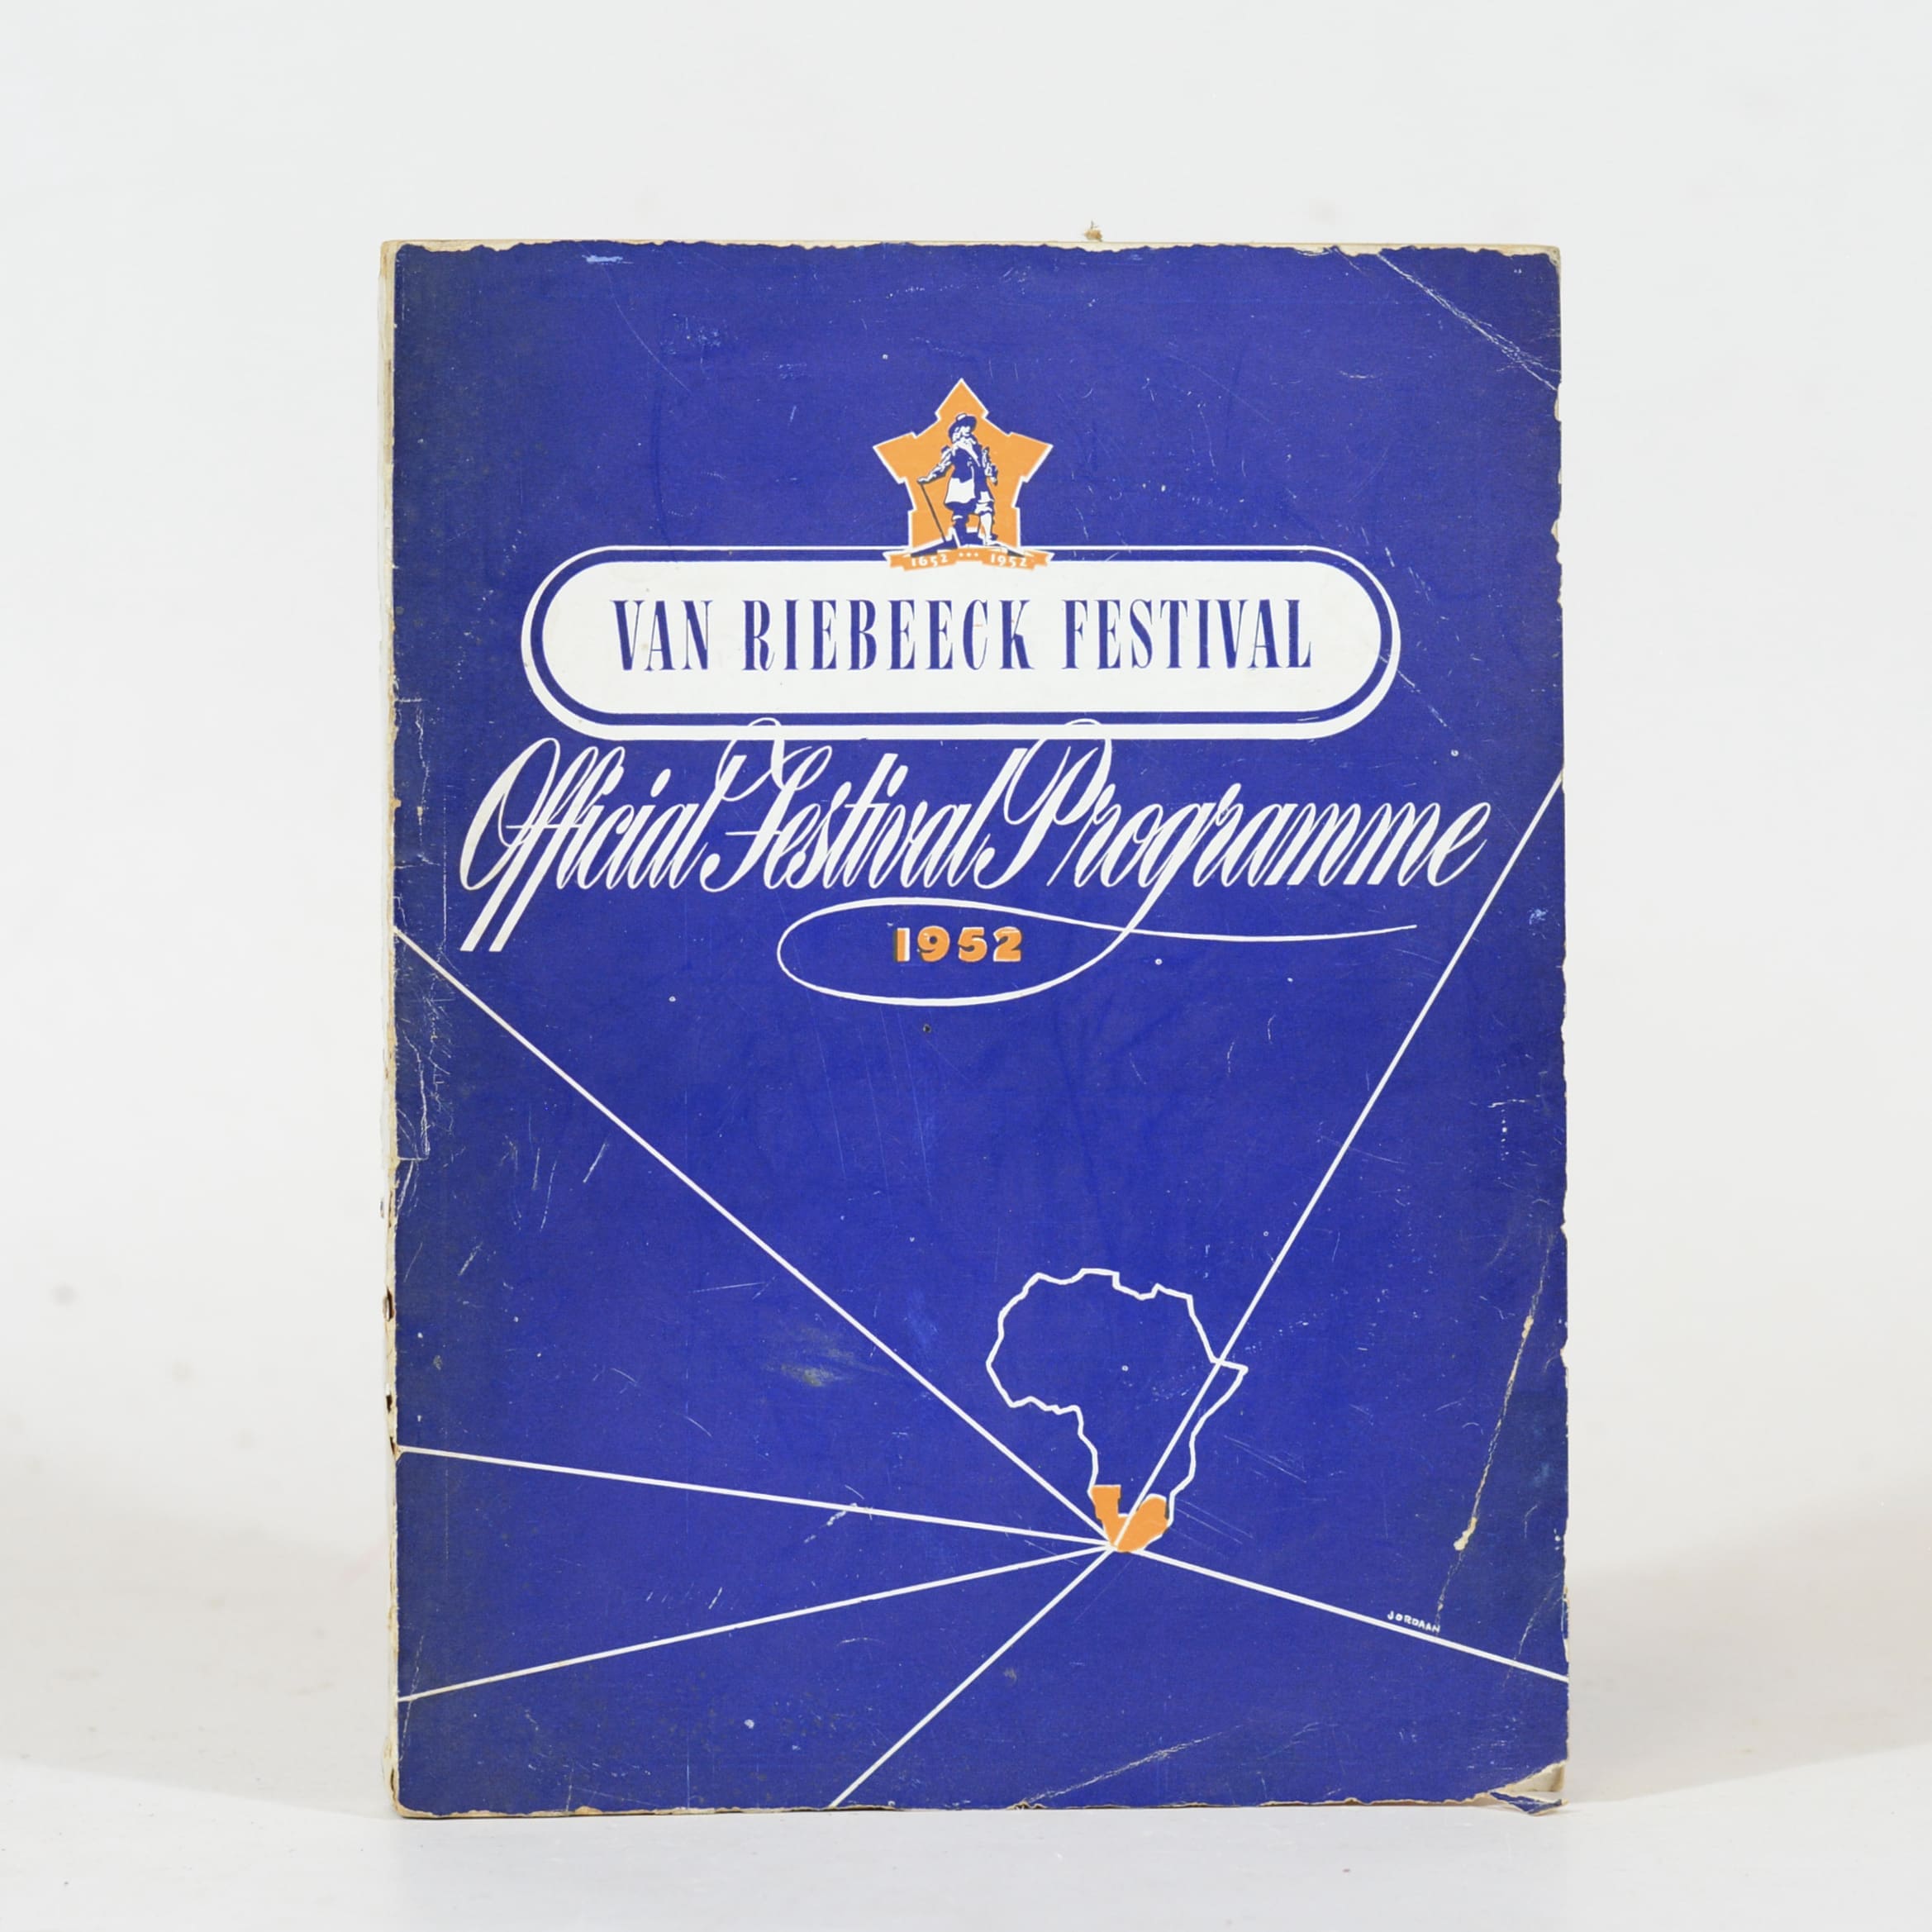 1652 ••• 1952
VAN RIEBEECK FESTIVAL
Official Festival Programme
1952
JORDAAN